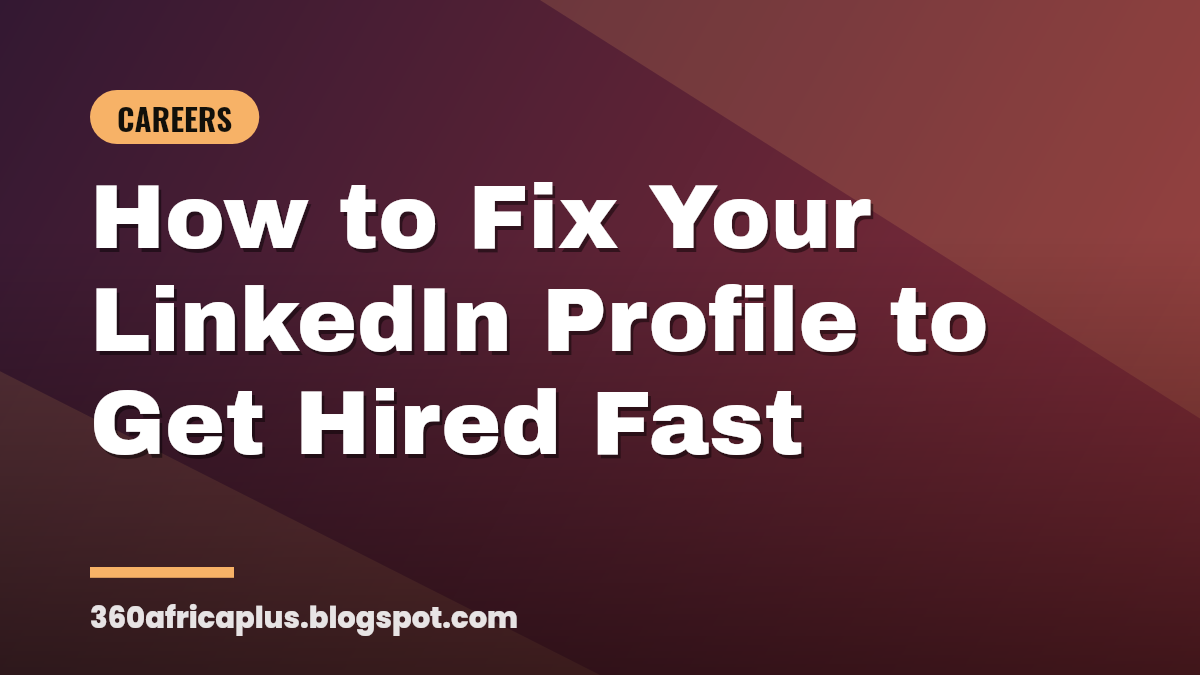 CAREERS
How to Fix Your
LinkedIn Profile to
Get Hired Fast
360africaplus.blogspot.com